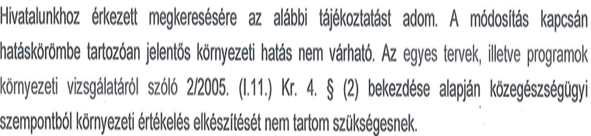 Hivatalunkhoz érkezett megkeresésére az alábbi tájékoztatást adom. A módosítás kapcsán
hatáskörömbe tartozóan jelentős környezeti hatás nem várható. Az egyes tervek, illetve programok
környezeti vizsgálatáról szóló 2/2005. (I.11.) Kr. 4. § (2) bekezdése alapján közegészségügyi
szempontból környezeti értékelés elkészítését nem tartom szükségesnek.